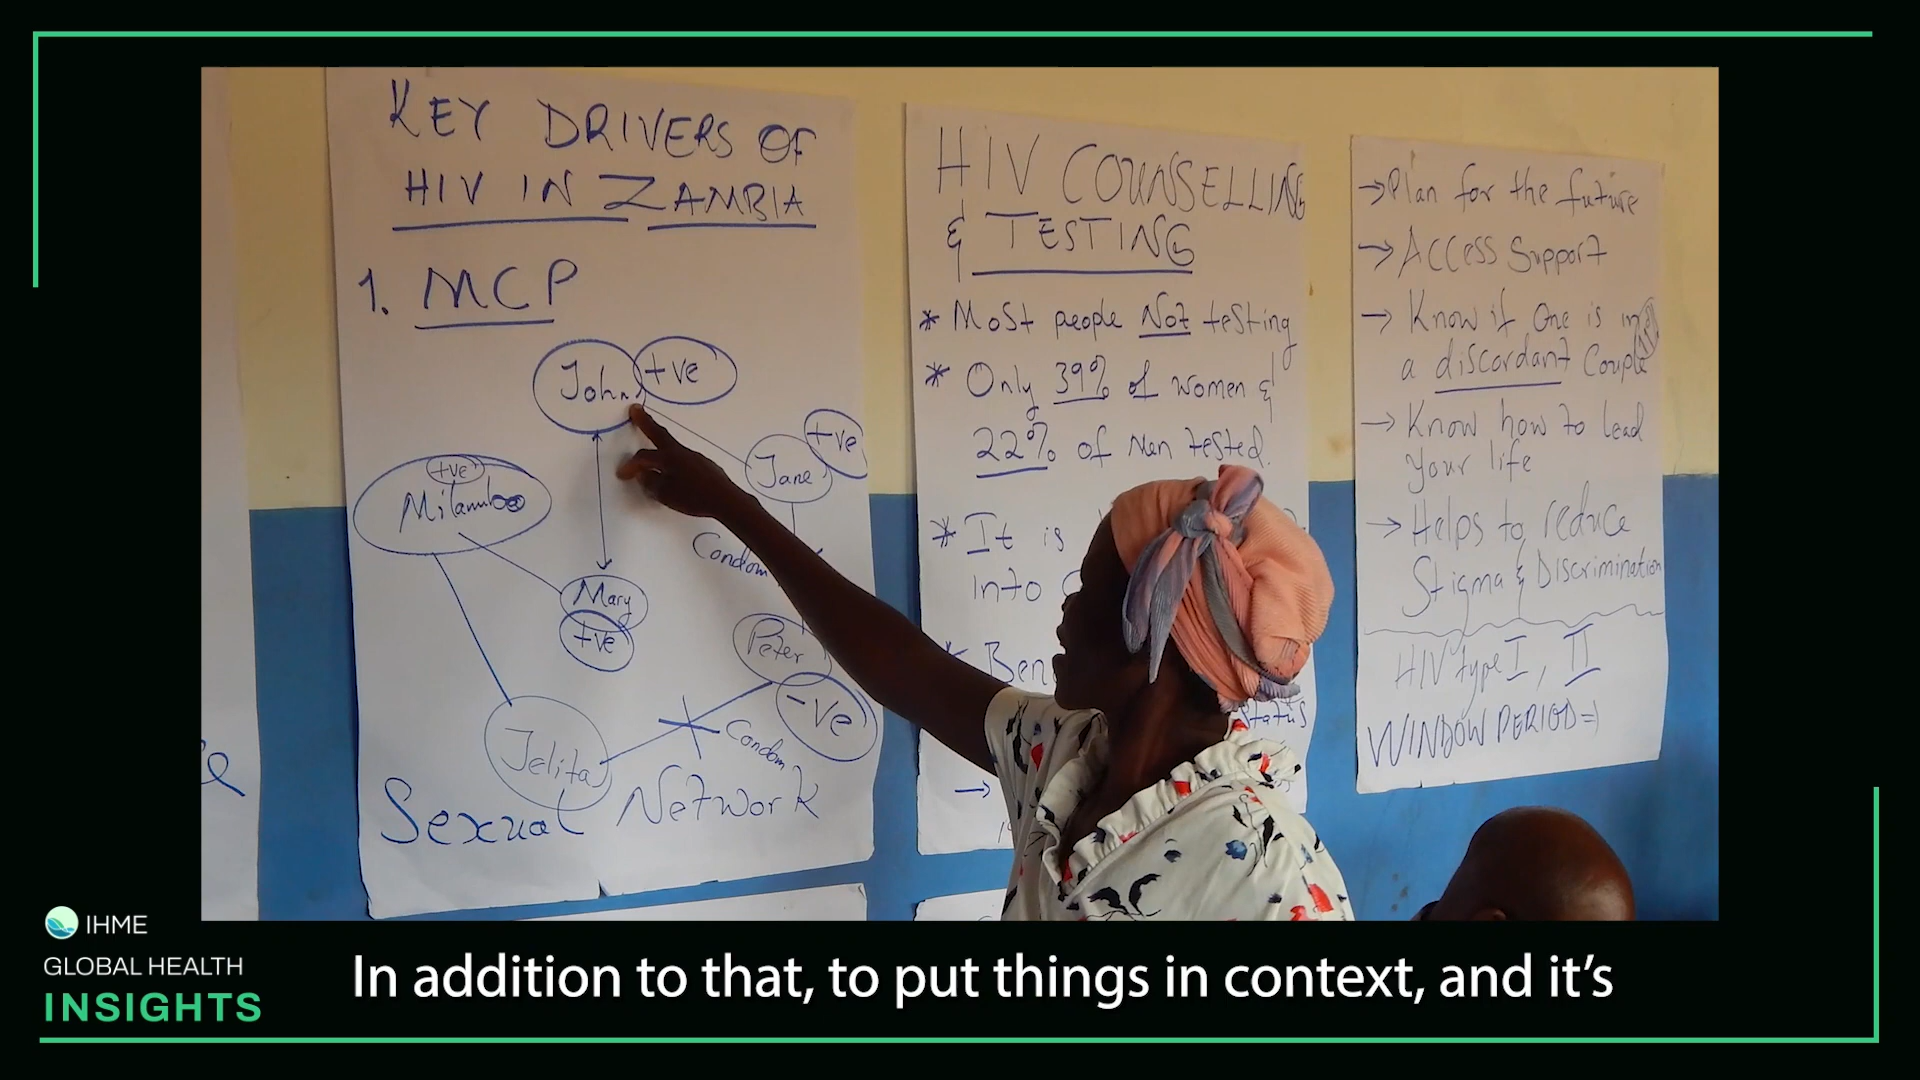 KEY DRIVERS OF
HIV IN ZAMBIA
1. MCP
John +ve
Jane +ve
+ve
Condom
Mary
+ve
Peter
-ve
Condom
Jelita
Sexual Network
HIV COUNSELLING
& TESTING
* Most people Not testing
* Only 39% of women &
22% of Men tested.
* It is
Into
Status
→Plan for the future
→ Access Support
→ Know if One is in
a discordant Couple
→ Know how to lead
your life
→ Helps to reduce
Stigma & Discrimination
HIV type I, II
WINDOW PERIOD⇒
IHME
GLOBAL HEALTH
INSIGHTS
In addition to that, to put things in context, and it's